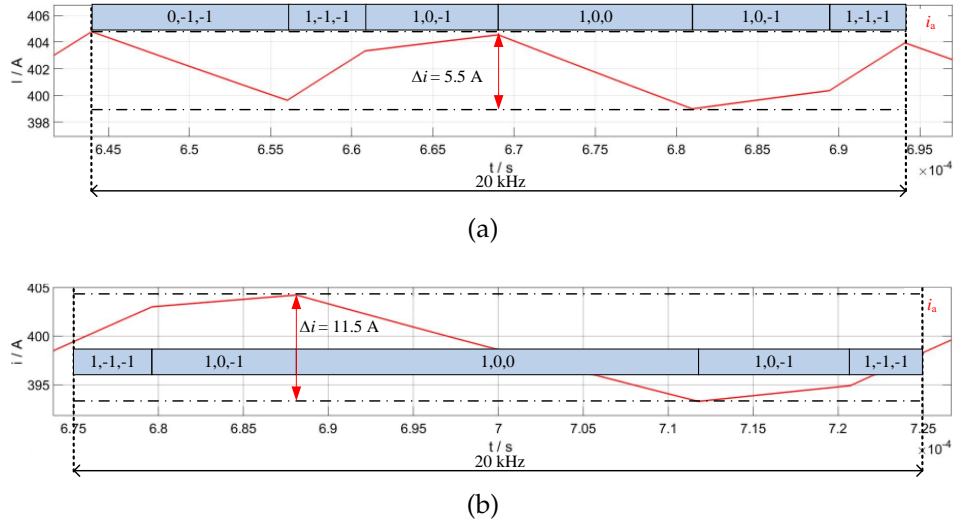 406
404
402
400
398
I / A
0,-1,-1 1,-1,-1 1,0,-1 1,0,0 1,0,-1 1,-1,-1
iₐ
Δi = 5.5 A
6.45 6.5 6.55 6.6 6.65 6.7 6.75 6.8 6.85 6.9 6.95
t / s
×10⁻⁴
20 kHz
(a)
405
400
395
i / A
iₐ
Δi = 11.5 A
1,-1,-1 1,0,-1 1,0,0 1,0,-1 1,-1,-1
6.75 6.8 6.85 6.9 6.95 7 7.05 7.1 7.15 7.2 7.25
t / s
×10⁻⁴
20 kHz
(b)